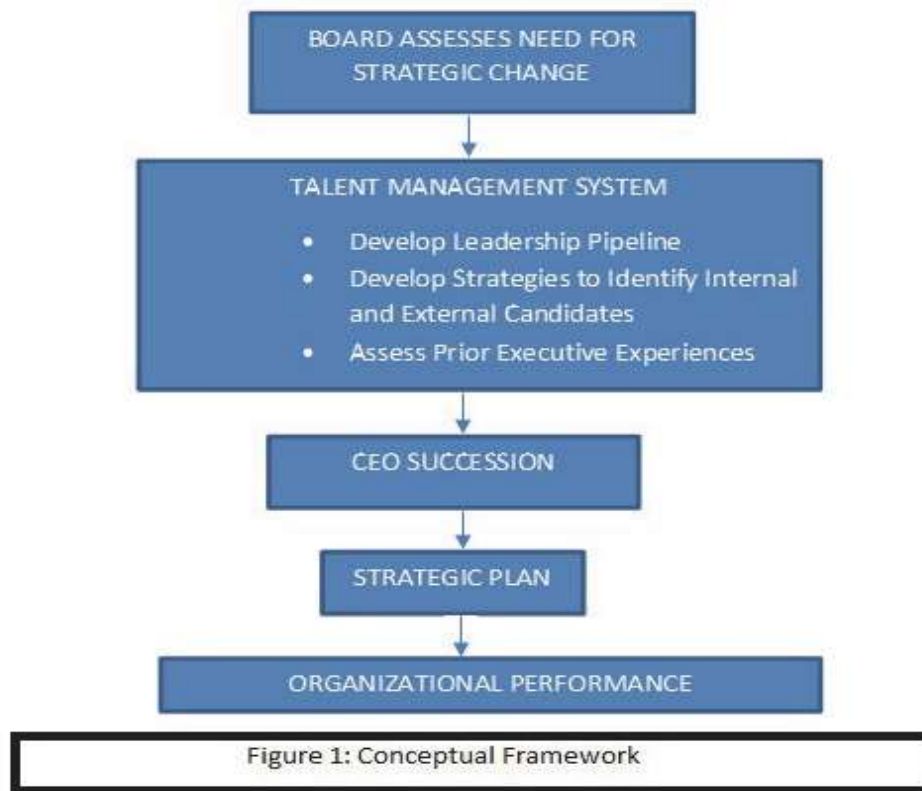 BOARD ASSESSES NEED FOR
STRATEGIC CHANGE
TALENT MANAGEMENT SYSTEM
• Develop Leadership Pipeline
• Develop Strategies to Identify Internal
and External Candidates
• Assess Prior Executive Experiences
CEO SUCCESSION
STRATEGIC PLAN
ORGANIZATIONAL PERFORMANCE
Figure 1: Conceptual Framework